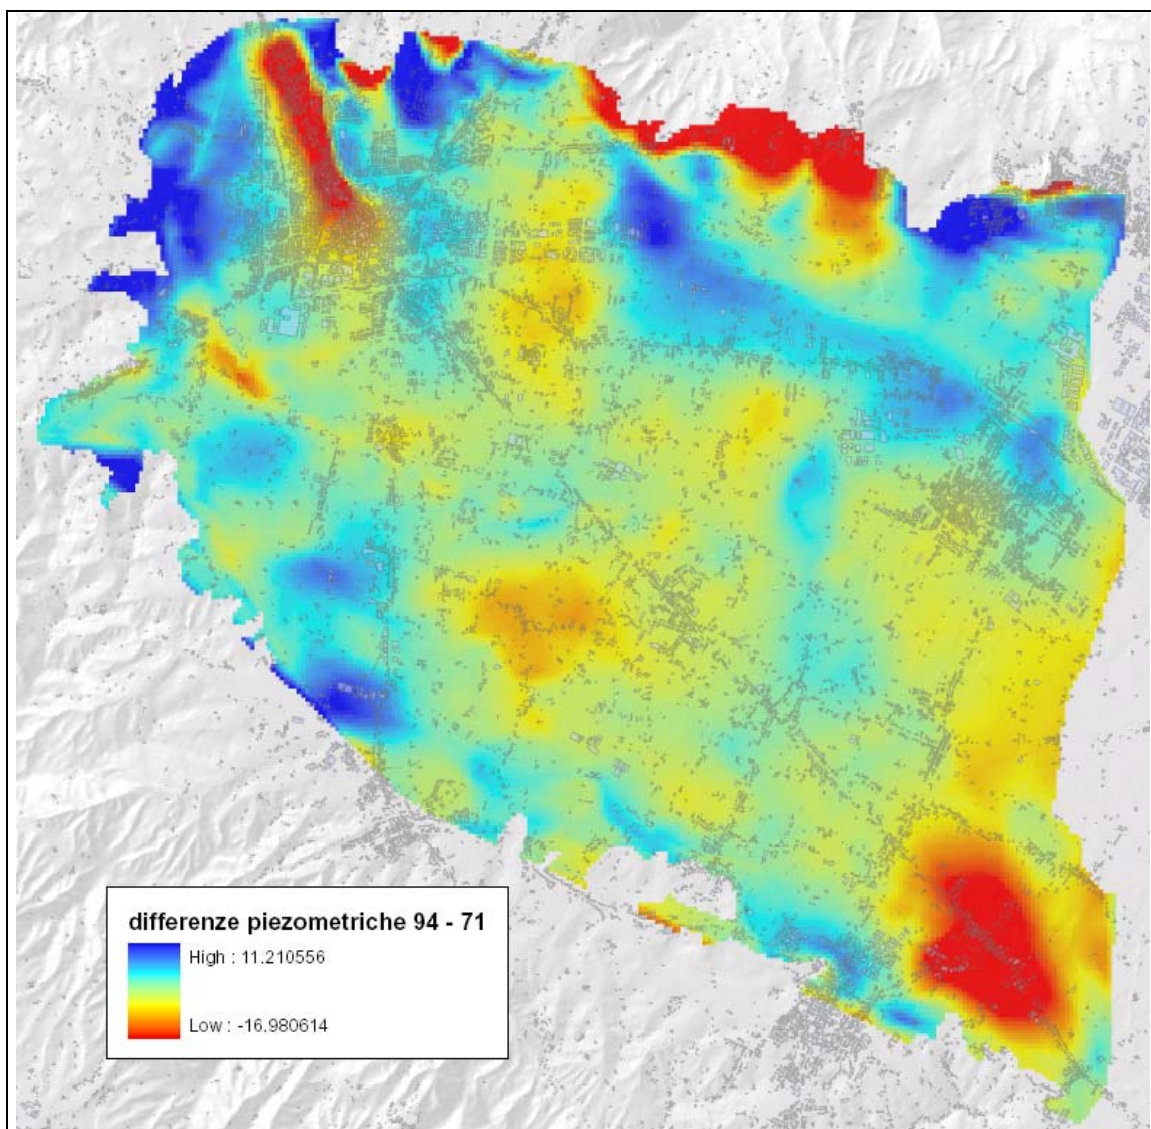 differenze piezometriche 94 - 71
High : 11.210556
Low : -16.980614